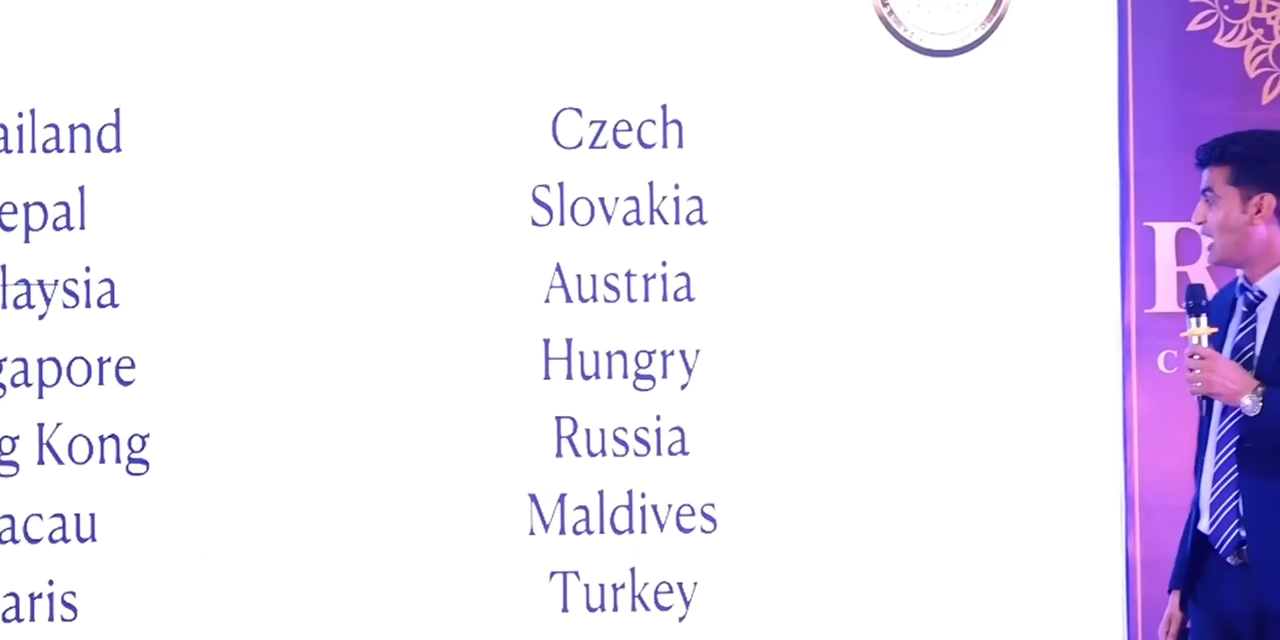 ailand
epal
laysia
gapore
g Kong
acau
aris
Czech
Slovakia
Austria
Hungry
Russia
Maldives
Turkey
R
C